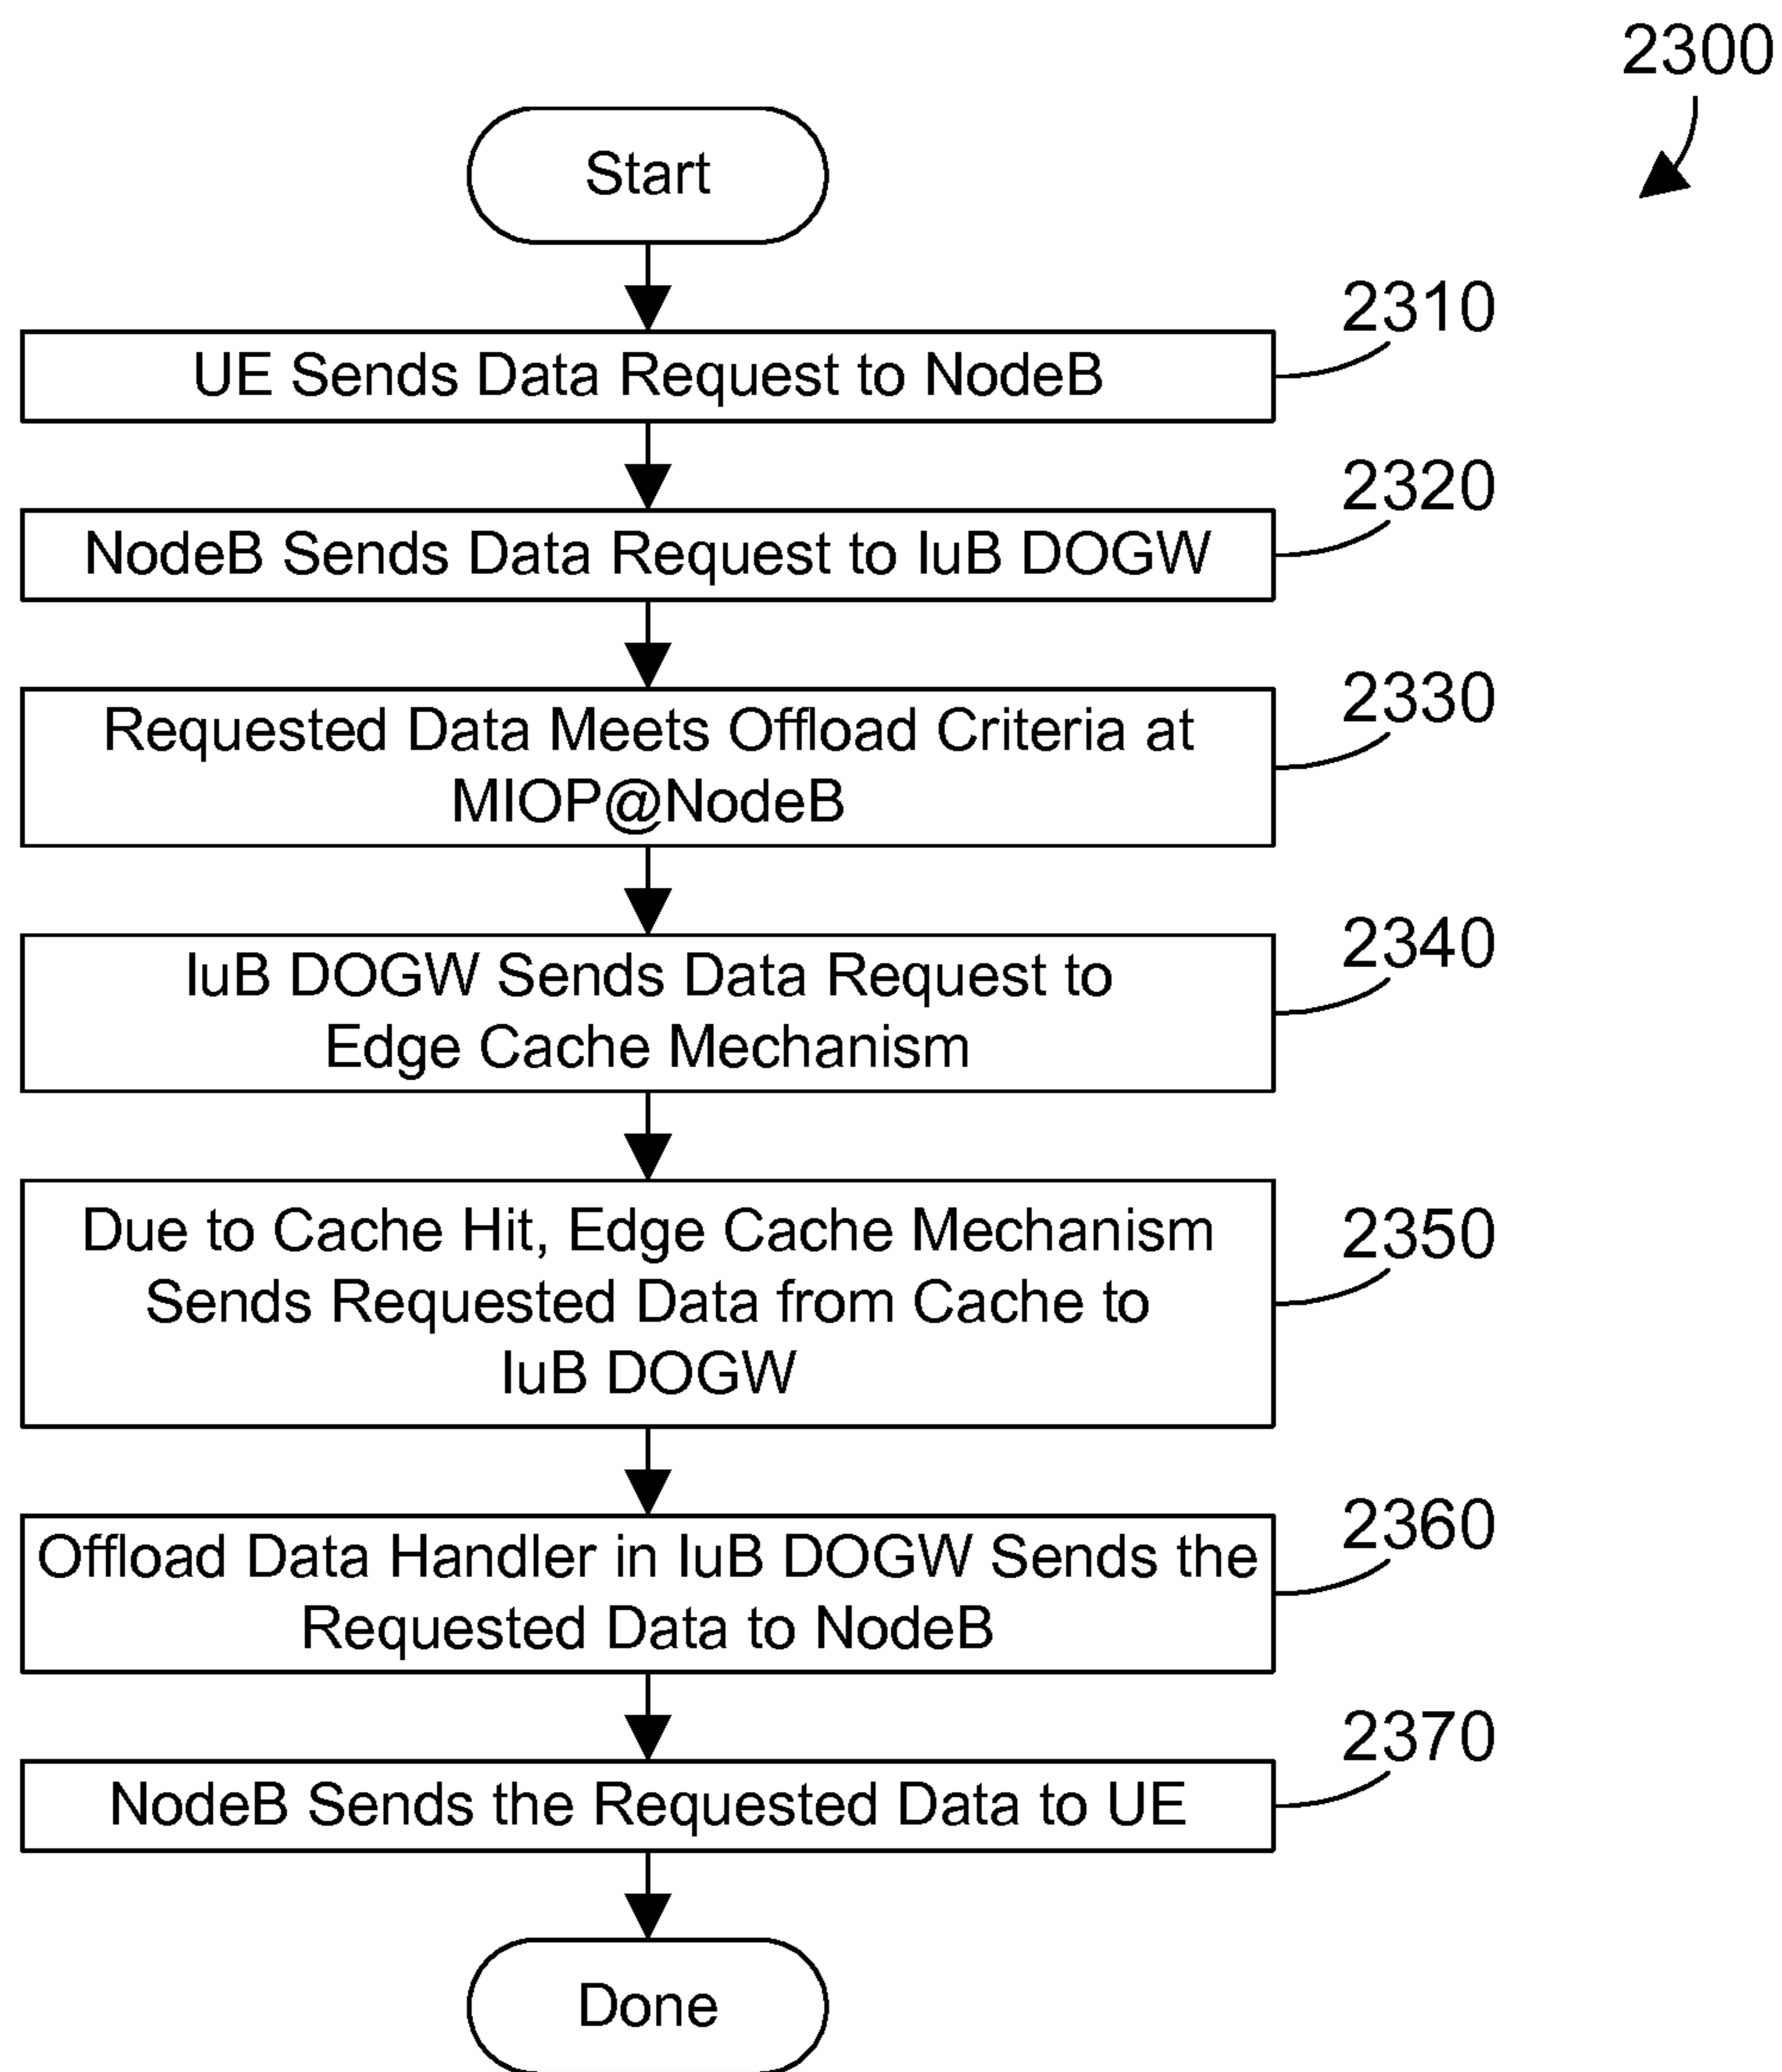 2300
Start
2310
UE Sends Data Request to NodeB
2320
NodeB Sends Data Request to IuB DOGW
2330
Requested Data Meets Offload Criteria at
MIOP@NodeB
2340
IuB DOGW Sends Data Request to
Edge Cache Mechanism
2350
Due to Cache Hit, Edge Cache Mechanism
Sends Requested Data from Cache to
IuB DOGW
2360
Offload Data Handler in IuB DOGW Sends the
Requested Data to NodeB
2370
NodeB Sends the Requested Data to UE
Done